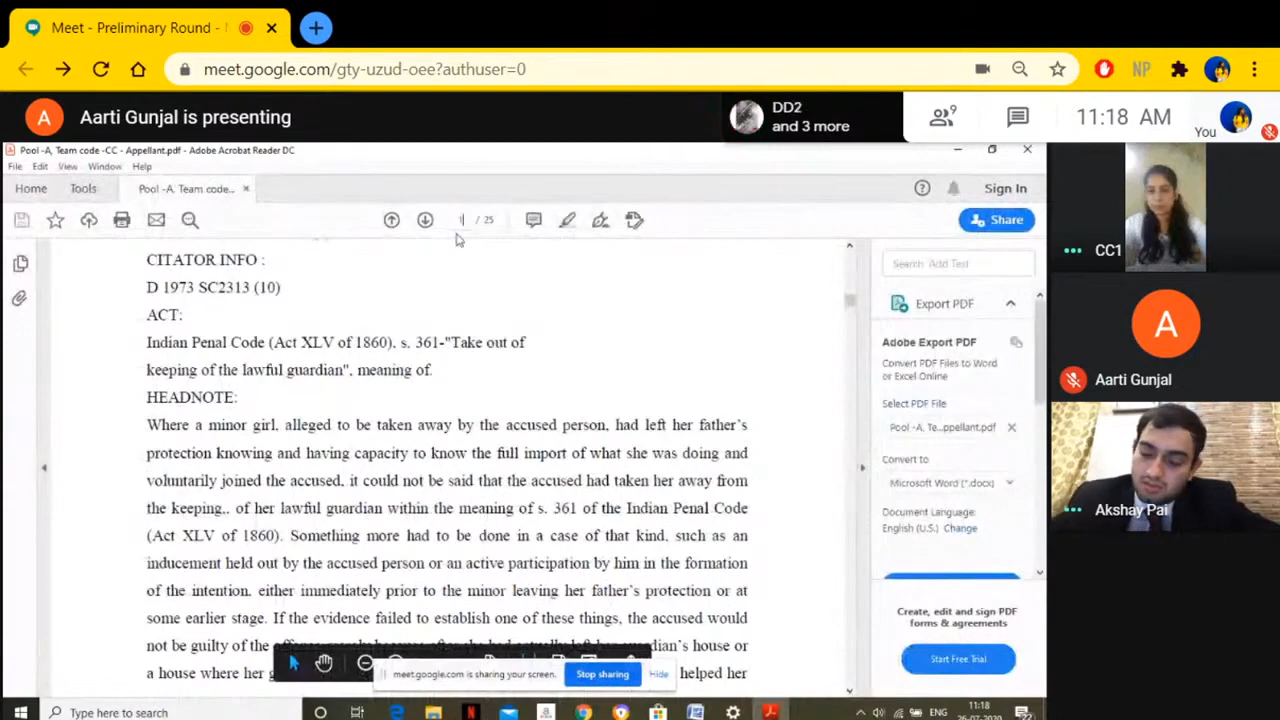 Meet - Preliminary Round -
meet.google.com/gty-uzud-oee?authuser=0
NP
A Aarti Gunjal is presenting
DD2
and 3 more
9
11:18 AM
You
Pool -A, Team code -CC - Appellant.pdf - Adobe Acrobat Reader DC
File Edit View Window Help
Home Tools Pool -A, Team code... × Sign In
/ 25 Share
CITATOR INFO :
D 1973 SC2313 (10)
ACT:
Indian Penal Code (Act XLV of 1860), s. 361-"Take out of
keeping of the lawful guardian", meaning of.
HEADNOTE:
Where a minor girl, alleged to be taken away by the accused person, had left her father's
protection knowing and having capacity to know the full import of what she was doing and
voluntarily joined the accused, it could not be said that the accused had taken her away from
the keeping,. of her lawful guardian within the meaning of s. 361 of the Indian Penal Code
(Act XLV of 1860). Something more had to be done in a case of that kind, such as an
inducement held out by the accused person or an active participation by him in the formation
of the intention, either immediately prior to the minor leaving her father's protection or at
some earlier stage. If the evidence failed to establish one of these things, the accused would
not be guilty of the guardian's house or
a house where her helped her
meet.google.com is sharing your screen. Stop sharing Hide
Search 'Add Text'
Export PDF
Adobe Export PDF
Convert PDF Files to Word
or Excel Online
Select PDF File
Pool -A, Te...ppellant.pdf ×
Convert to
Microsoft Word (*.docx)
Document Language:
English (U.S.) Change
Create, edit and sign PDF
forms & agreements
Start Free Trial
CC1
A
Aarti Gunjal
Akshay Pai
Type here to search
ENG
11:18
26-07-2020
22